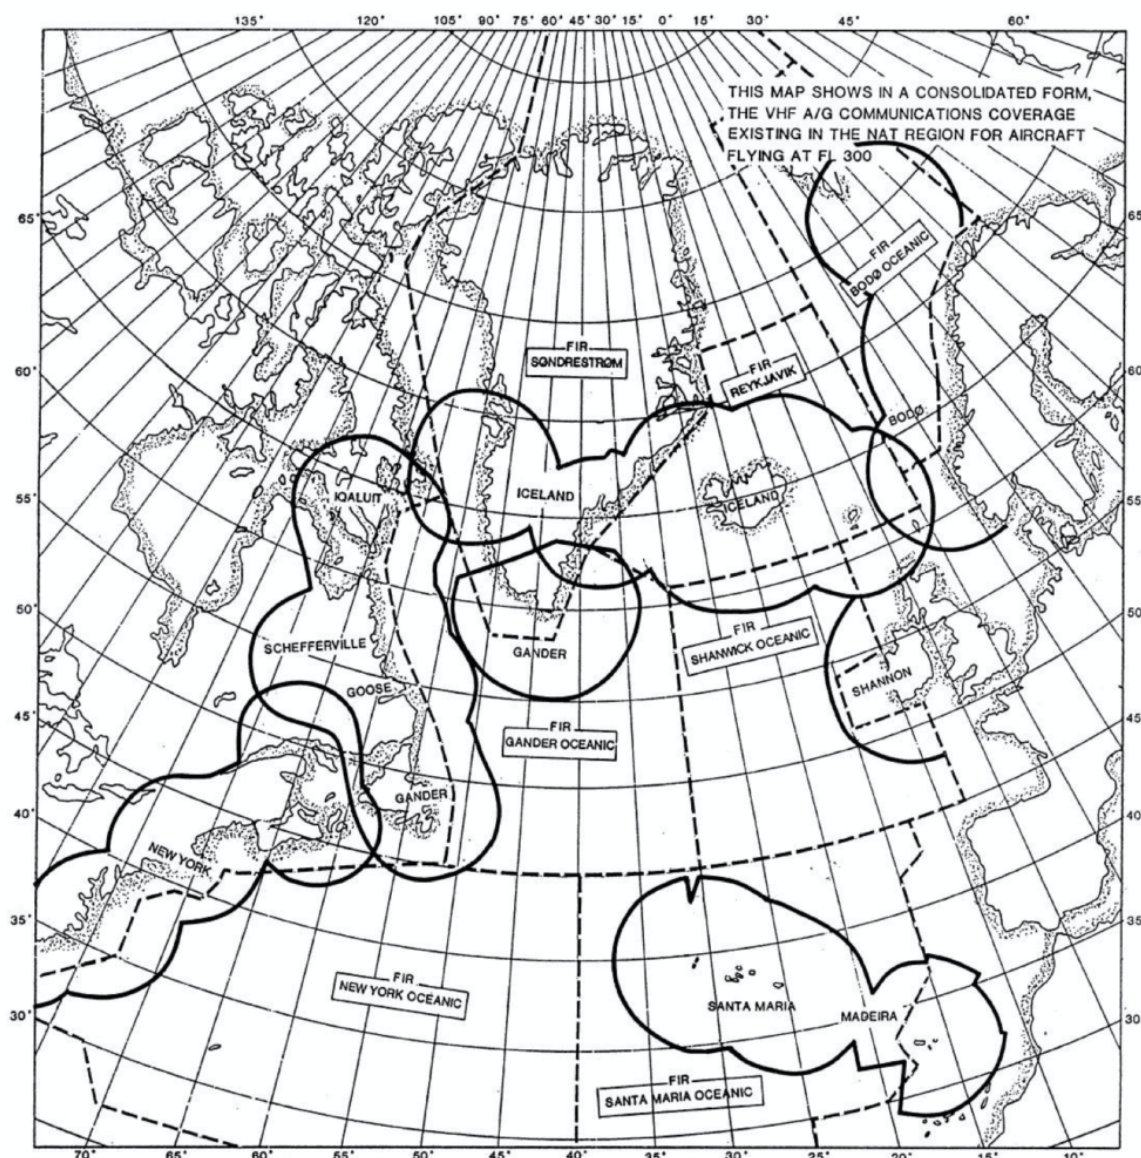 135° 120° 105° 90° 75° 60° 45° 30° 15° 0° 15° 30° 45° 60°
THIS MAP SHOWS IN A CONSOLIDATED FORM,
THE VHF A/G COMMUNICATIONS COVERAGE
EXISTING IN THE NAT REGION FOR AIRCRAFT
FLYING AT FL 300
65° 65°
FIR
BODØ OCEANIC
FIR
SØNDRESTRØM
FIR
REYKJAVIK
60° 60°
BODØ
IQALUIT
ICELAND
ICELAND
55° 55°
50° 50°
SCHEFFERVILLE
GANDER
FIR
SHANWICK OCEANIC
SHANNON
GOOSE
45° 45°
FIR
GANDER OCEANIC
GANDER
40° 40°
NEW YORK
35° 35°
FIR
NEW YORK OCEANIC
SANTA MARIA
MADEIRA
30° 30°
FIR
SANTA MARIA OCEANIC
70° 65° 60° 55° 50° 45° 40° 35° 30° 25° 20° 15° 10°